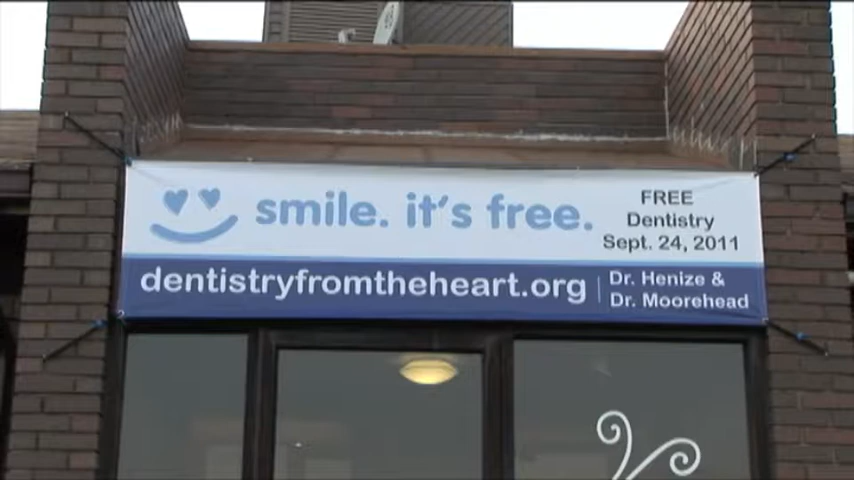 smile. it's free.
FREE
Dentistry
Sept. 24, 2011
dentistryfromtheheart.org
Dr. Henize &
Dr. Moorehead